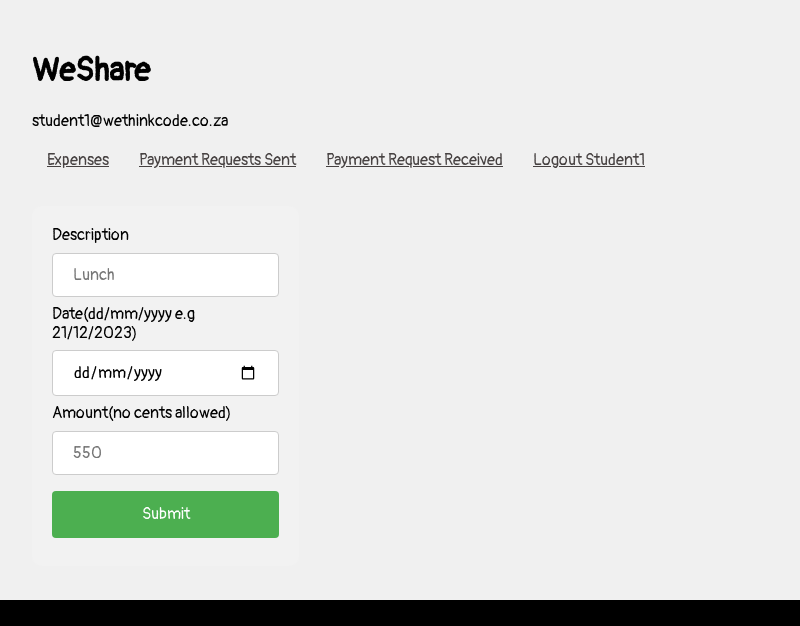 WeShare
student1@wethinkcode.co.za
Expenses Payment Requests Sent Payment Request Received Logout Student1
Description
Lunch
Date(dd/mm/yyyy e.g
21/12/2023)
dd/mm/yyyy
Amount(no cents allowed)
550
Submit